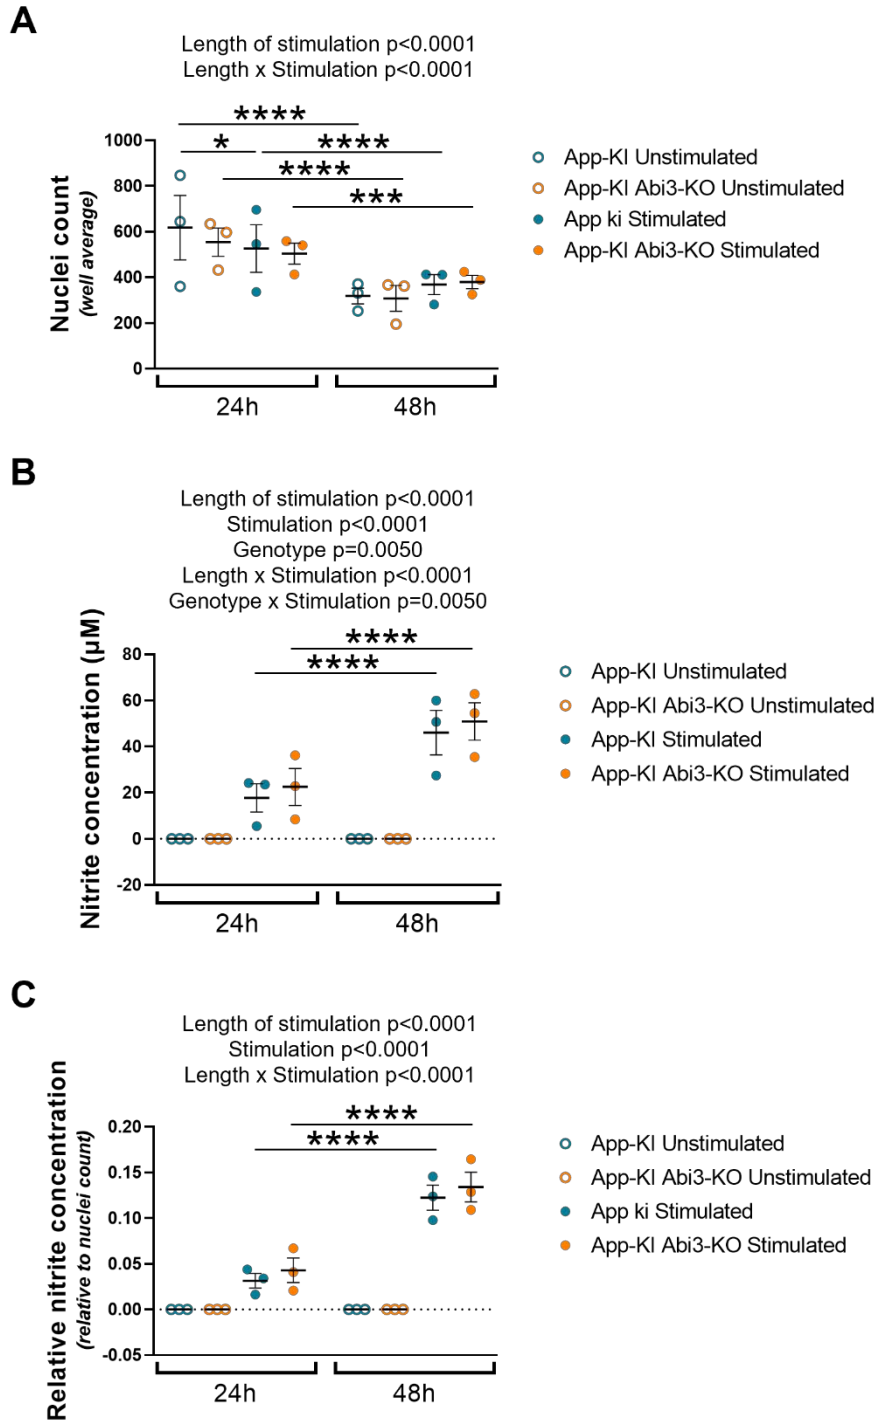 A
Length of stimulation p<0.0001
Length x Stimulation p<0.0001
****
*
****
****
***
Nuclei count
(well average)
1000
800
600
400
200
0
24h
48h
App-KI Unstimulated
App-KI Abi3-KO Unstimulated
App ki Stimulated
App-KI Abi3-KO Stimulated
B
Length of stimulation p<0.0001
Stimulation p<0.0001
Genotype p=0.0050
Length x Stimulation p<0.0001
Genotype x Stimulation p=0.0050
****
****
Nitrite concentration (µM)
80
60
40
20
0
-20
24h
48h
App-KI Unstimulated
App-KI Abi3-KO Unstimulated
App-KI Stimulated
App-KI Abi3-KO Stimulated
C
Length of stimulation p<0.0001
Stimulation p<0.0001
Length x Stimulation p<0.0001
****
****
Relative nitrite concentration
(relative to nuclei count)
0.20
0.15
0.10
0.05
0.00
-0.05
24h
48h
App-KI Unstimulated
App-KI Abi3-KO Unstimulated
App ki Stimulated
App-KI Abi3-KO Stimulated